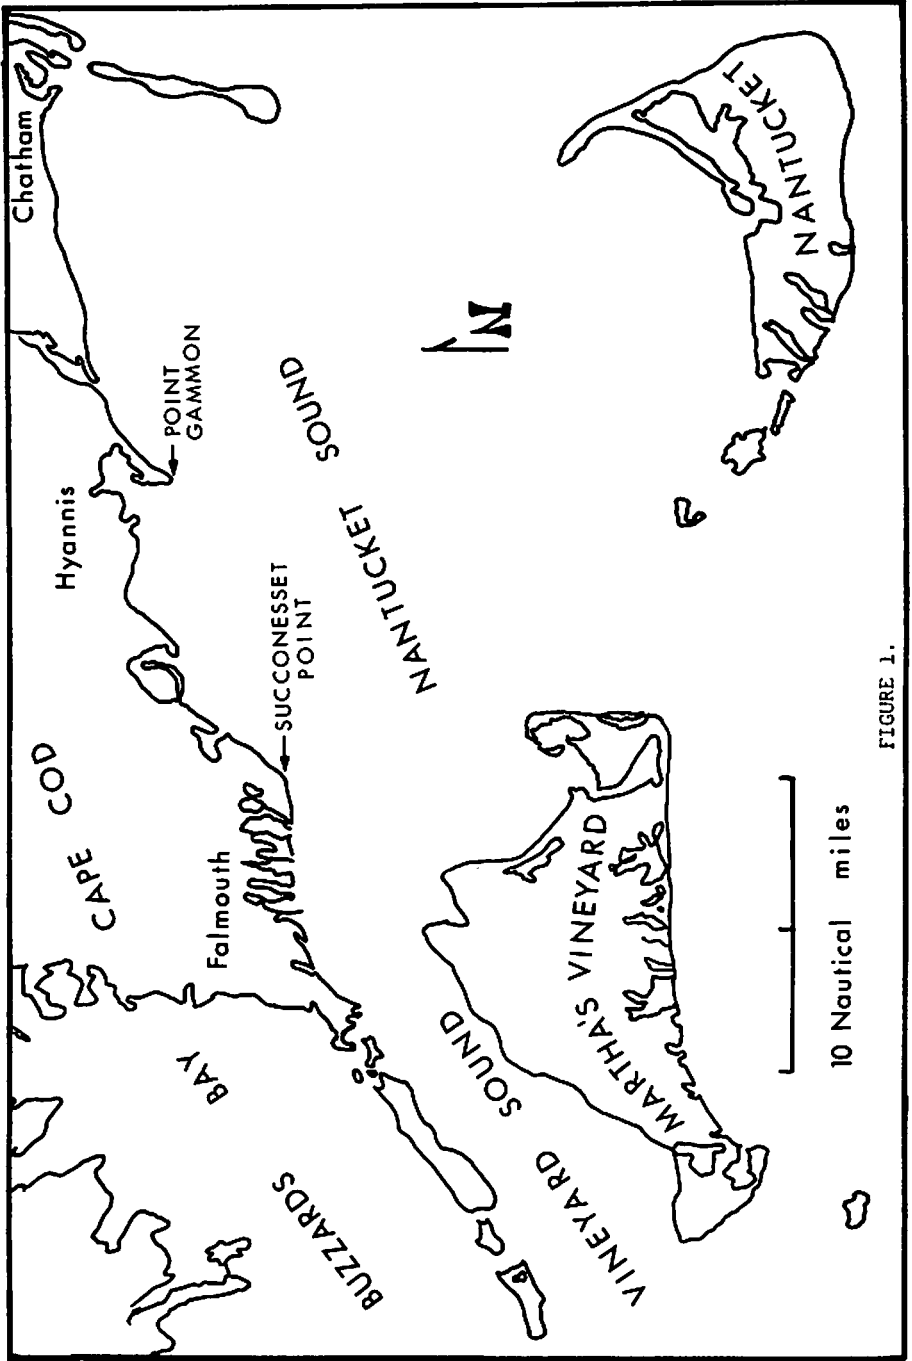 Chatham
Hyannis
POINT
GAMMON
CAPE COD
Falmouth
SUCCONESSET
POINT
NANTUCKET SOUND
NANTUCKET
N
BUZZARDS BAY
VINEYARD SOUND
MARTHA'S VINEYARD
10 Nautical miles
FIGURE 1.